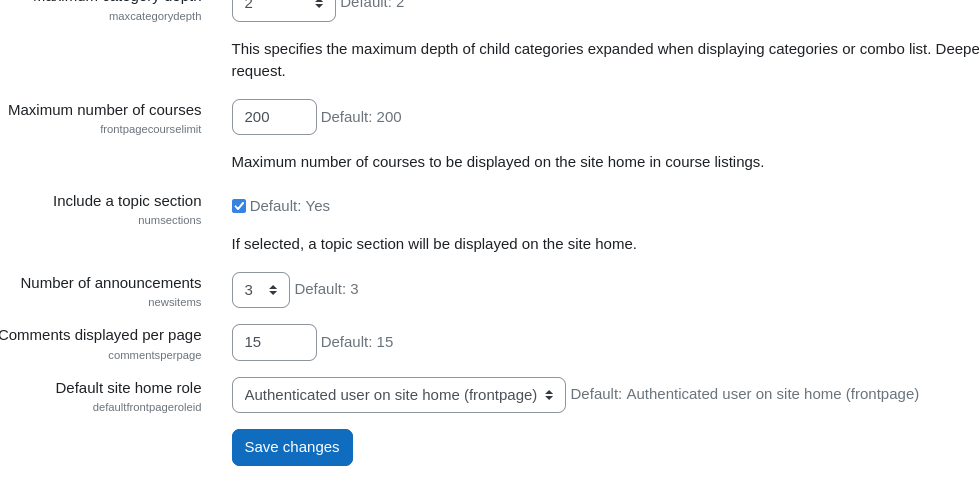 maxcategorydepth
2
Default: 2
This specifies the maximum depth of child categories expanded when displaying categories or combo list.
request.
Maximum number of courses
frontpagecourselimit
200 Default: 200
Maximum number of courses to be displayed on the site home in course listings.
Include a topic section
numsections
Default: Yes
If selected, a topic section will be displayed on the site home.
Number of announcements
newsitems
3 Default: 3
Comments displayed per page
commentsperpage
15 Default: 15
Default site home role
defaultfrontpageroleid
Authenticated user on site home (frontpage) Default: Authenticated user on site home (frontpage)
Save changes